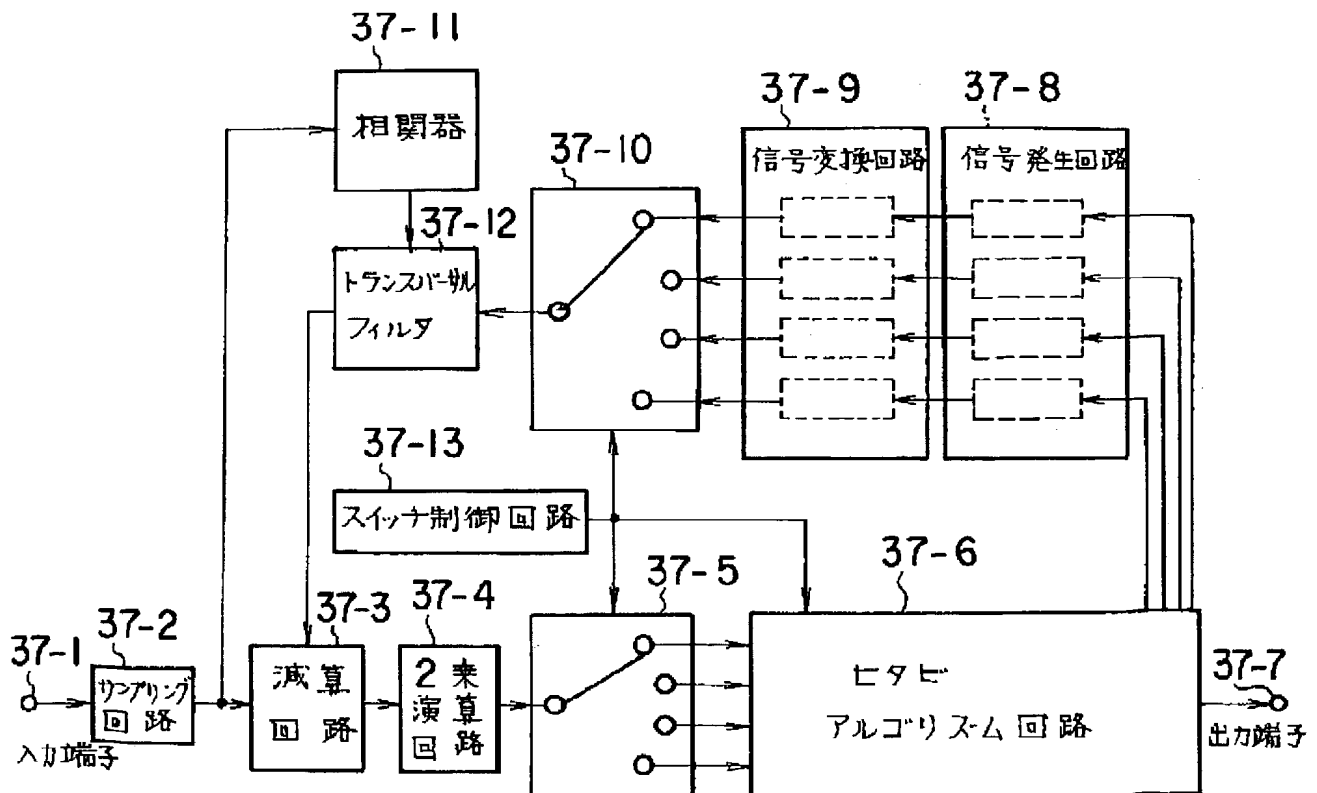 37-11
相関器
37-12
トランスバーサル
フィルタ
37-10
37-9
信号変換回路
37-8
信号発生回路
37-13
スイッナ制御回路
37-1
入力端子
37-2
サンプリング
回路
37-3
減算
回路
37-4
2乗
演算
回路
37-5
37-6
ヒタビ
アルゴリズム回路
37-7
出力端子